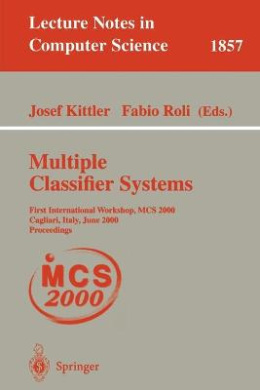 Lecture Notes in
Computer Science 1857
Josef Kittler Fabio Roli (Eds.)
Multiple
Classifier Systems
First International Workshop, MCS 2000
Cagliari, Italy, June 2000
Proceedings
MCS
2000
Springer